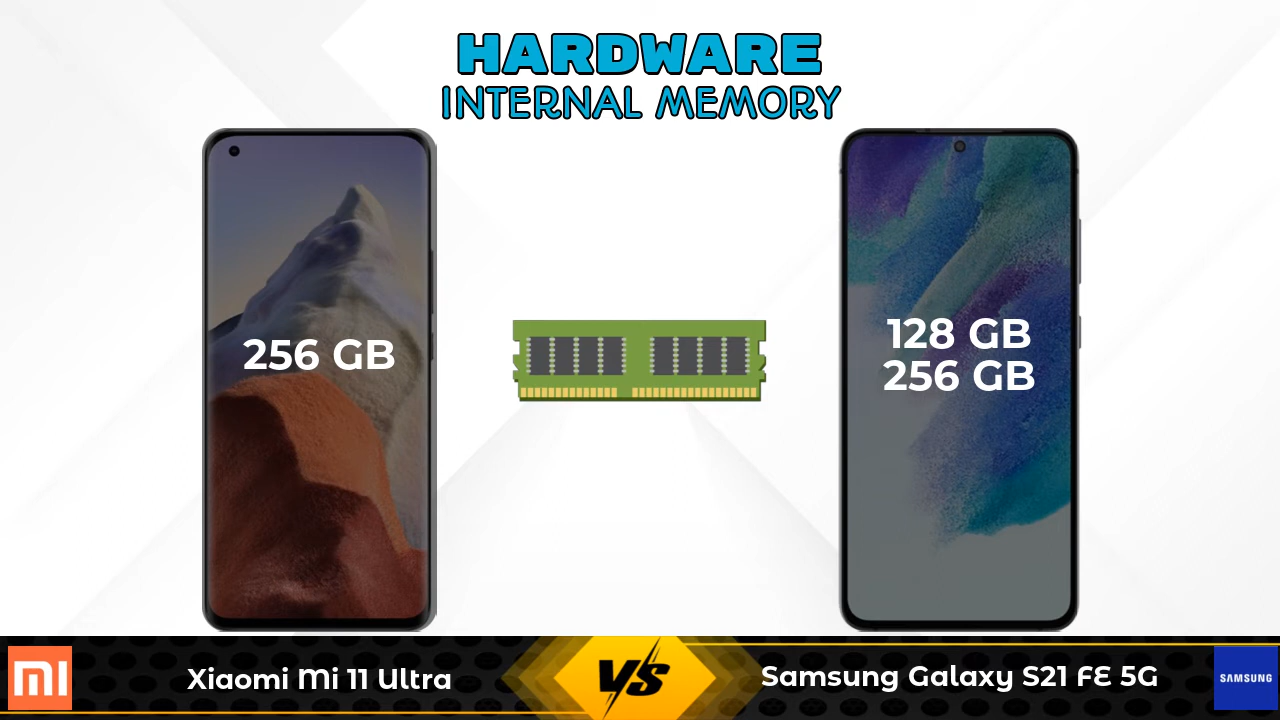 HARDWARE
INTERNAL MEMORY
256 GB
128 GB
256 GB
MI
Xiaomi Mi 11 Ultra
VS
Samsung Galaxy S21 FE 5G
SAMSUNG